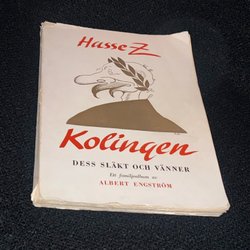 Hasse Z
Kolingen
DESS SLÄKT OCH VÄNNER
Ett familjealbum av
ALBERT ENGSTRÖM